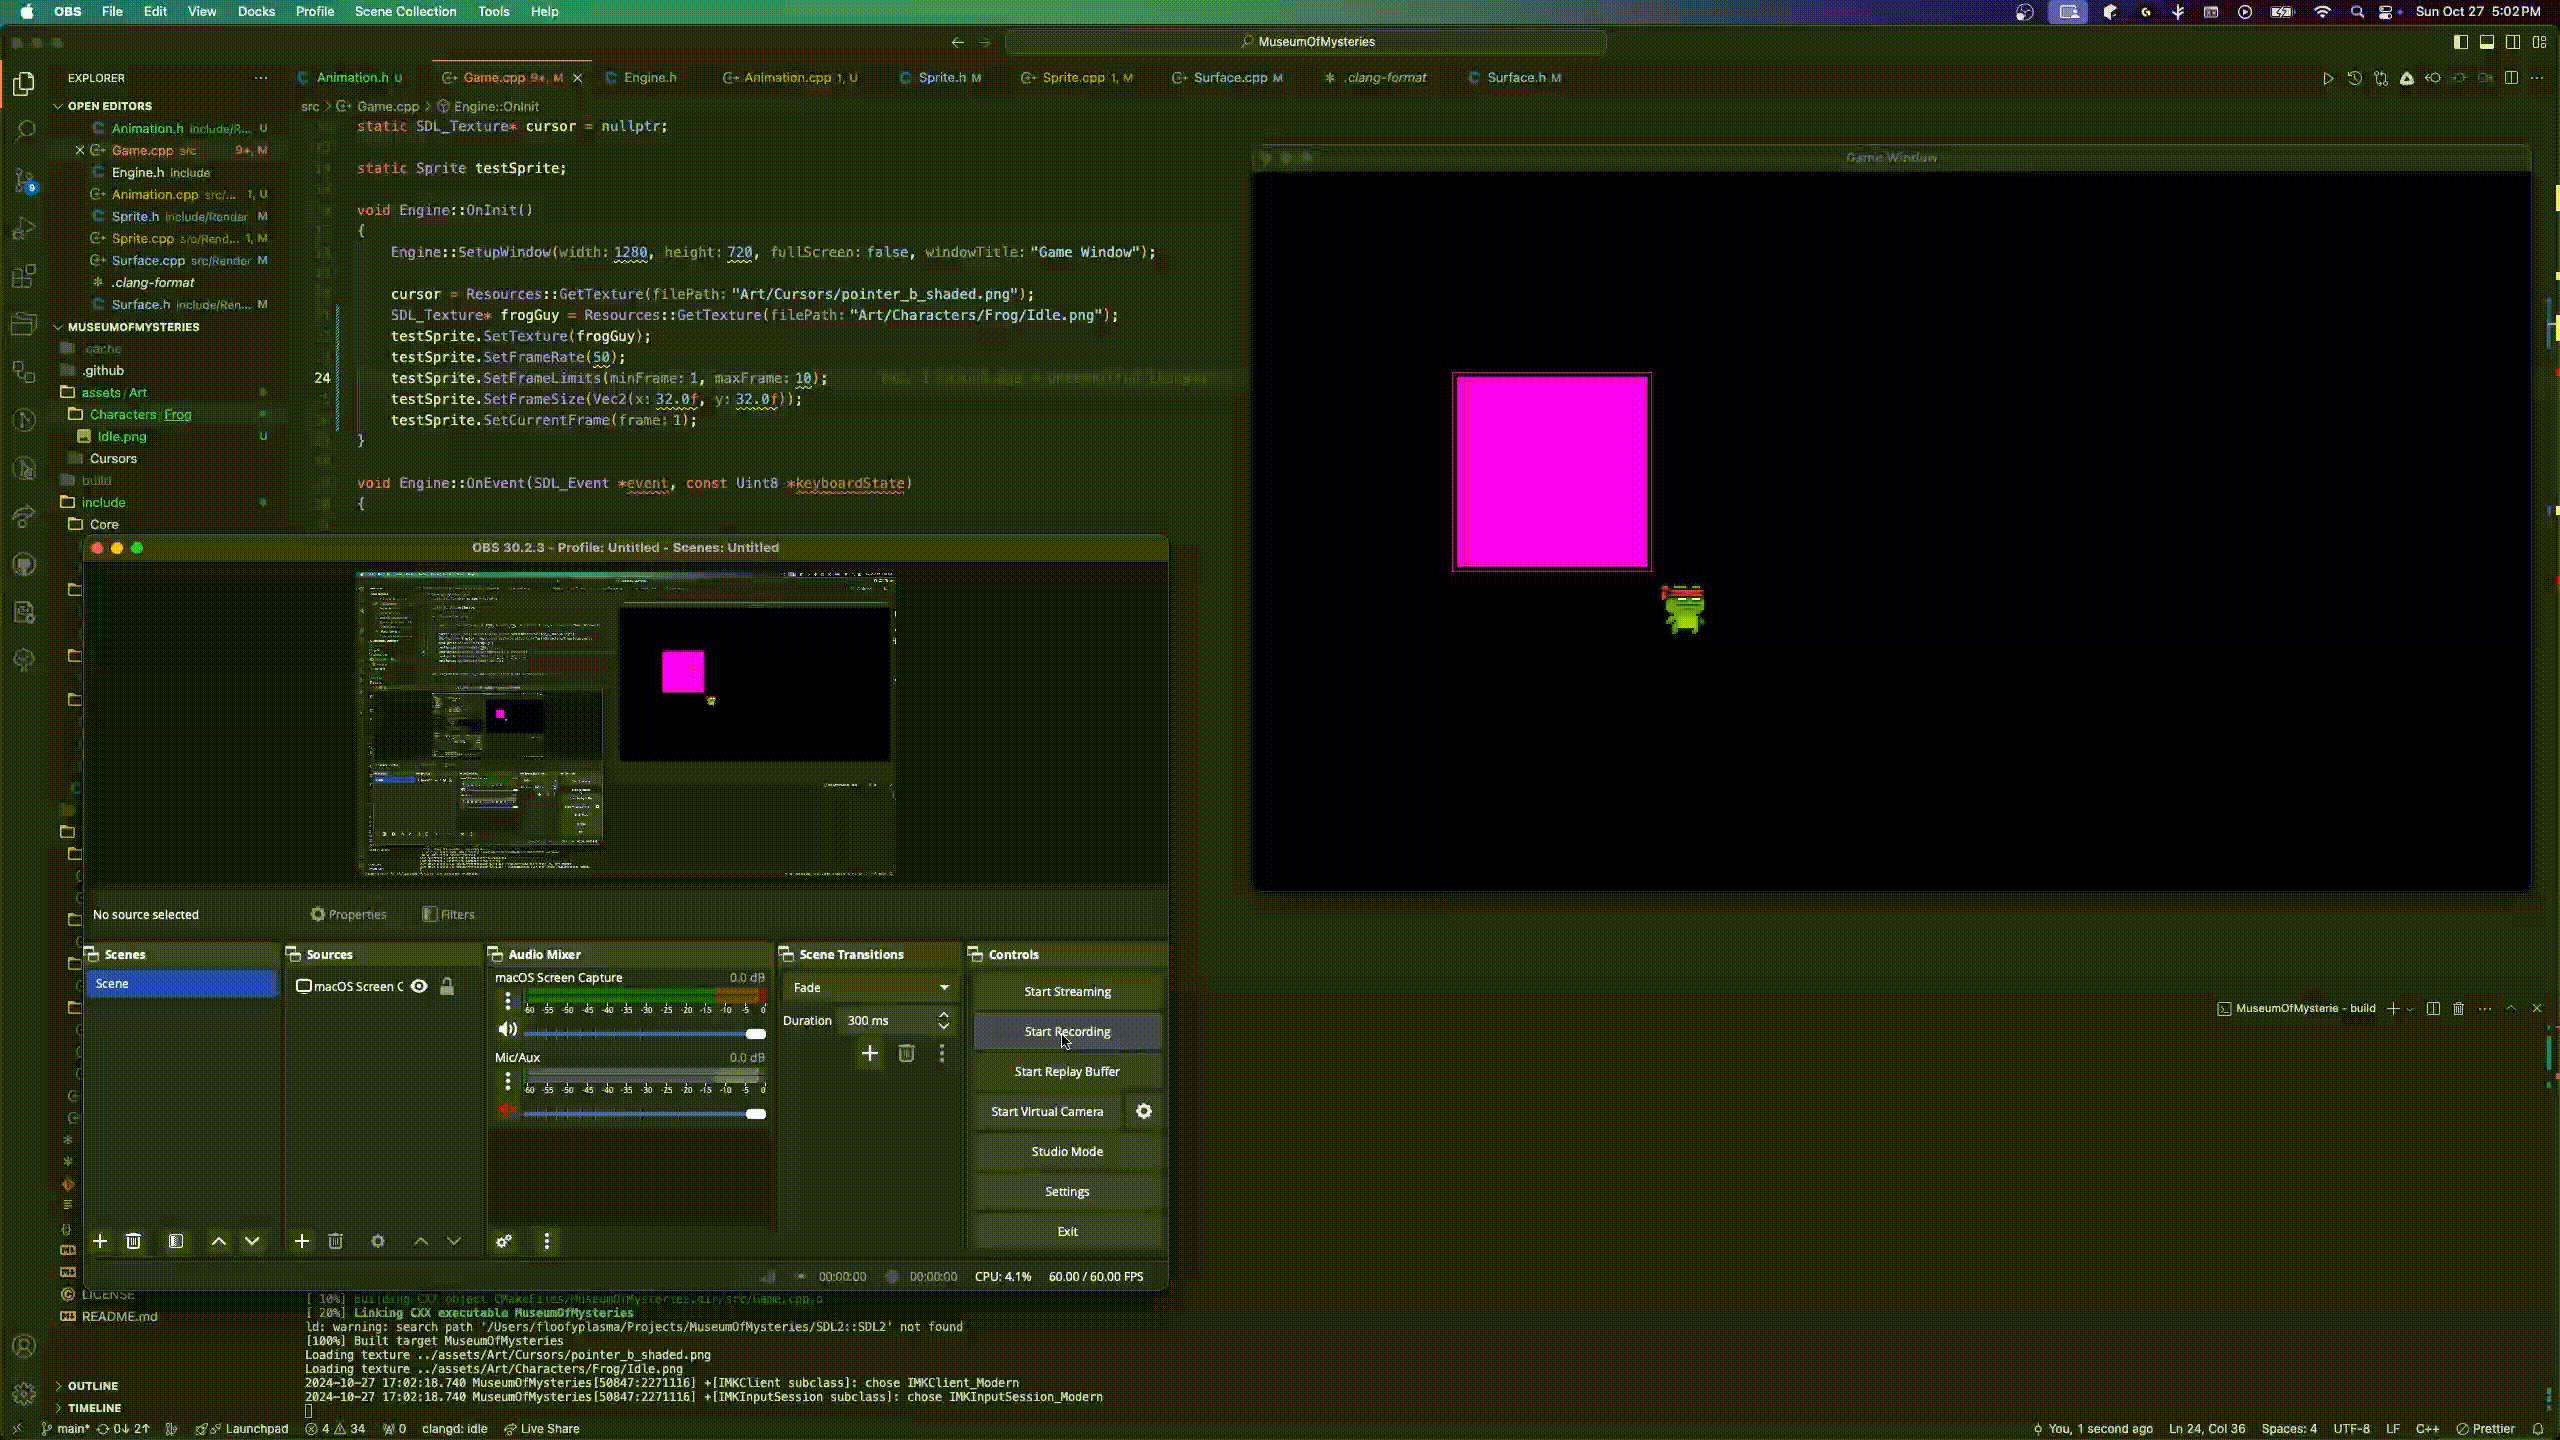 OBS File Edit View Docks Profile Scene Collection Tools Help
Sun Oct 27 5:02 PM
MuseumOfMysteries
EXPLORER
Animation.h U
Game.cpp 9+, M
Engine.h
Animation.cpp 1, U
Sprite.h M
Sprite.cpp 1, M
Surface.cpp M
.clang-format
Surface.h M
OPEN EDITORS
Animation.h include/R... U
Game.cpp src 9+, M
Engine.h include
Animation.cpp src/... 1, U
Sprite.h include/Render M
Sprite.cpp src/Rend... 1, M
Surface.cpp src/Render M
.clang-format
Surface.h include/Ren... M
MUSEUMOFMYSTERIES
.cache
.github
assets/Art
Characters/Frog
Idle.png U
Cursors
build
include
Core
src > Game.cpp > Engine::OnInit
static SDL_Texture* cursor = nullptr;
static Sprite testSprite;
void Engine::OnInit()
{
Engine::SetupWindow(width: 1280, height: 720, fullScreen: false, windowTitle: "Game Window");
cursor = Resources::GetTexture(filePath: "Art/Cursors/pointer_b_shaded.png");
SDL_Texture* frogGuy = Resources::GetTexture(filePath: "Art/Characters/Frog/Idle.png");
testSprite.SetTexture(frogGuy);
testSprite.SetFrameRate(50);
24 testSprite.SetFrameLimits(minFrame: 1, maxFrame: 10);
testSprite.SetFrameSize(Vec2(x: 32.0f, y: 32.0f));
testSprite.SetCurrentFrame(frame: 1);
}
void Engine::OnEvent(SDL_Event *event, const Uint8 *keyboardState)
{
Game Window
OBS 30.2.3 - Profile: Untitled - Scenes: Untitled
No source selected
Properties
Filters
Scenes
Scene
Sources
macOS Screen C
Audio Mixer
macOS Screen Capture 0.0 dB
-60 -55 -50 -45 -40 -35 -30 -25 -20 -15 -10 -5 0
Mic/Aux 0.0 dB
-60 -55 -50 -45 -40 -35 -30 -25 -20 -15 -10 -5 0
Scene Transitions
Fade
Duration 300 ms
Controls
Start Streaming
Start Recording
Start Replay Buffer
Start Virtual Camera
Studio Mode
Settings
Exit
00:00:00 00:00:00 CPU: 4.1% 60.00 / 60.00 FPS
MuseumOfMysterie - build
LICENSE
README.md
[ 10%] Building CXX object CMakeFiles/MuseumOfMysteries.dir/src/Game.cpp.o
[ 20%] Linking CXX executable MuseumOfMysteries
ld: warning: search path '/Users/floofyplasma/Projects/MuseumOfMysteries/SDL2::SDL2' not found
[100%] Built target MuseumOfMysteries
Loading texture ../assets/Art/Cursors/pointer_b_shaded.png
Loading texture ../assets/Art/Characters/Frog/Idle.png
2024-10-27 17:02:18.740 MuseumOfMysteries[50847:2271116] +[IMKClient subclass]: chose IMKClient_Modern
2024-10-27 17:02:18.740 MuseumOfMysteries[50847:2271116] +[IMKInputSession subclass]: chose IMKInputSession_Modern
OUTLINE
TIMELINE
main* 0↓ 2↑ Launchpad 4 34 0 clangd: idle Live Share
You, 1 second ago Ln 24, Col 36 Spaces: 4 UTF-8 LF C++ Prettier